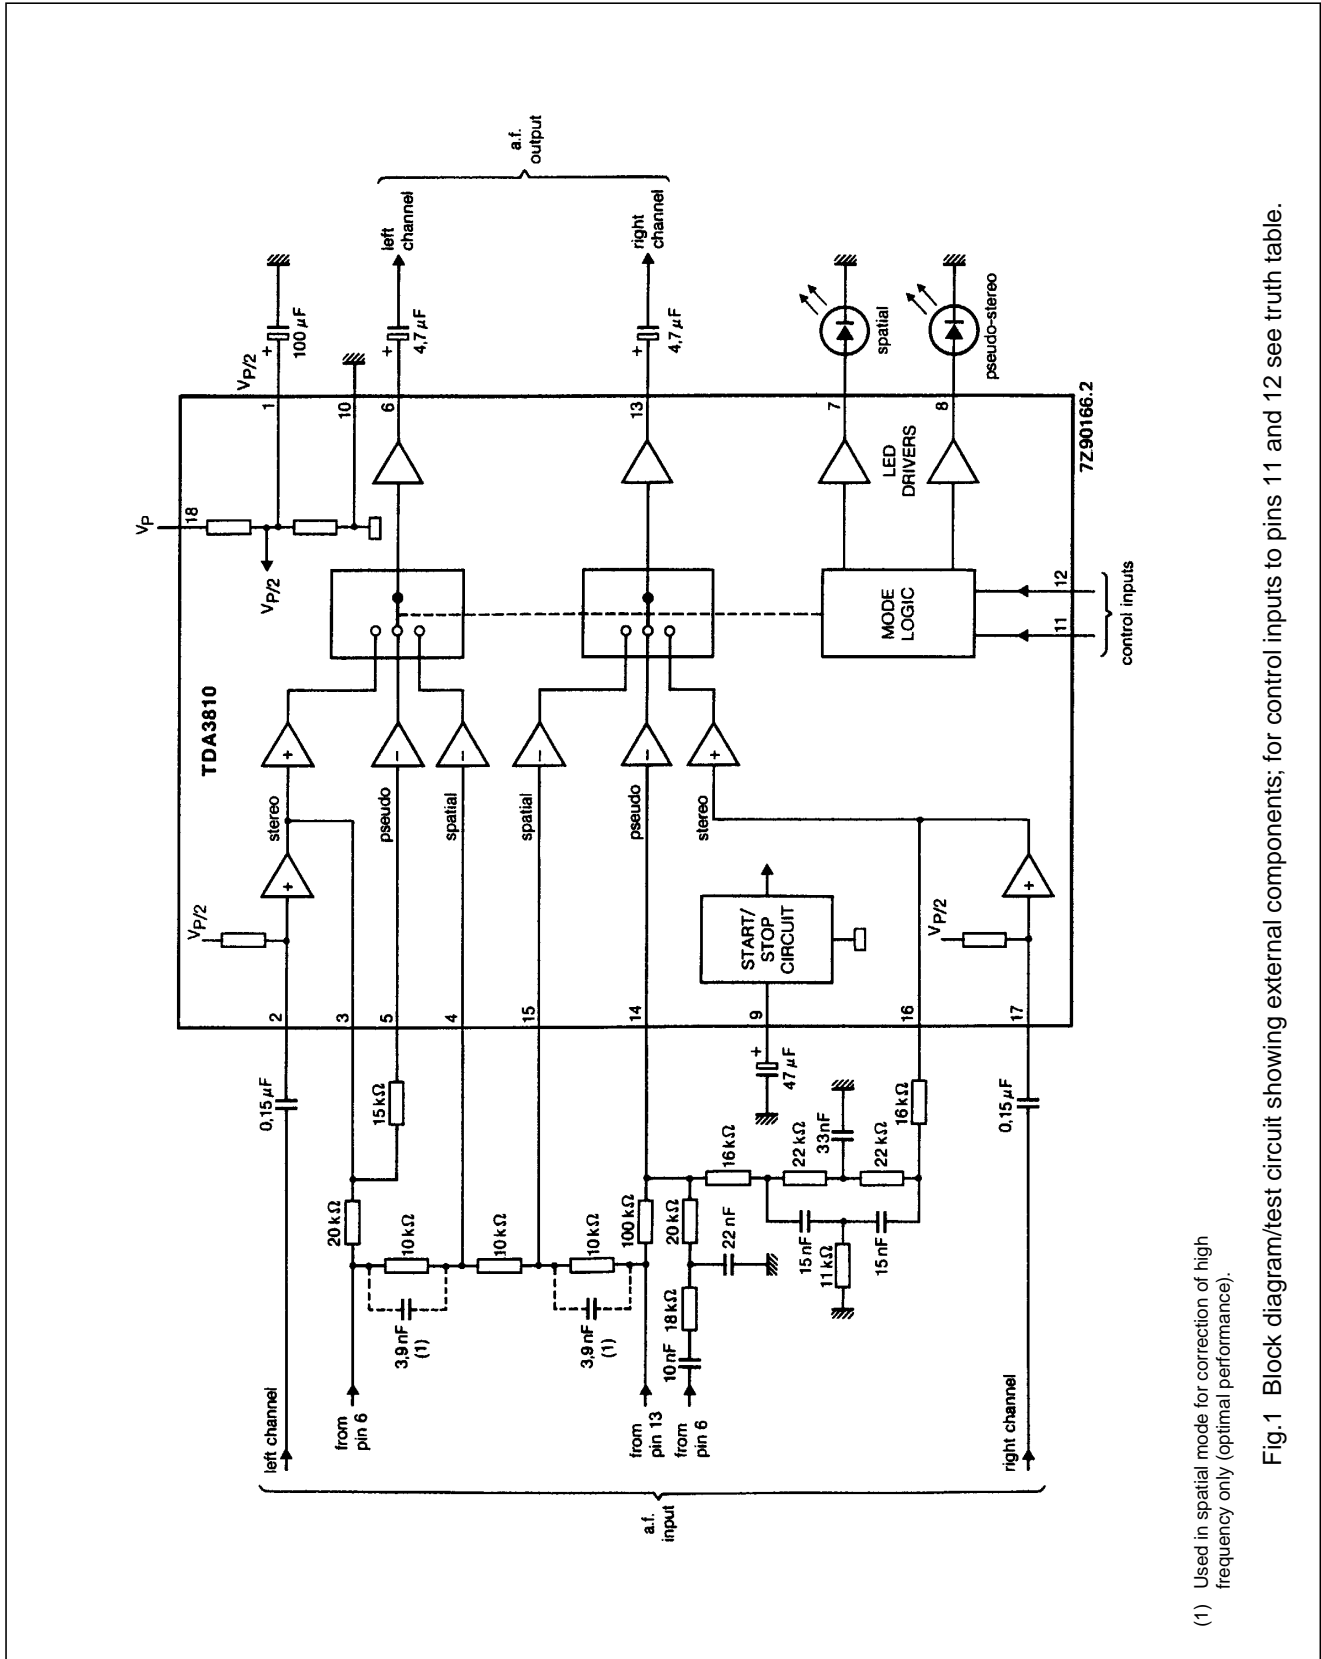 a.f.
input
left channel
from
pin 6
3,9 nF
(1)
20 kΩ
10 kΩ
10 kΩ
3,9 nF
(1)
10 kΩ
from
pin 13
100 kΩ
from
pin 6
10 nF
18 kΩ
20 kΩ
22 nF
16 kΩ
15 nF
22 kΩ
33 nF
11 kΩ
15 nF
22 kΩ
16 kΩ
right channel
0,15 µF
0,15 µF
15 kΩ
+
47 µF
2
3
5
4
15
14
9
16
17
TDA3810
VP/2
+
stereo
+
pseudo
–
spatial
–
spatial
–
pseudo
–
stereo
+
START/
STOP
CIRCUIT
VP/2
+
VP
18
VP/2
MODE
LOGIC
11
12
control inputs
LED
DRIVERS
1
10
6
13
7
8
VP/2
+
100 µF
+
4,7 µF
left
channel
+
4,7 µF
right
channel
a.f.
output
spatial
pseudo-stereo
7Z90166.2
(1) Used in spatial mode for correction of high
frequency only (optimal performance).
Fig.1 Block diagram/test circuit showing external components; for control inputs to pins 11 and 12 see truth table.